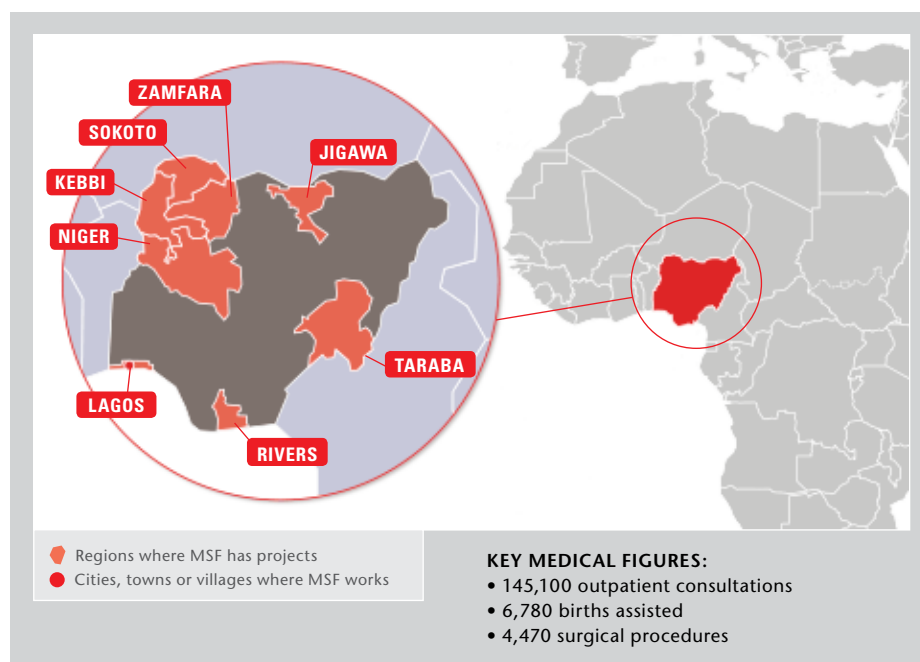 ZAMFARA
SOKOTO
JIGAWA
KEBBI
NIGER
TARABA
LAGOS
RIVERS
Regions where MSF has projects
Cities, towns or villages where MSF works
KEY MEDICAL FIGURES:
• 145,100 outpatient consultations
• 6,780 births assisted
• 4,470 surgical procedures